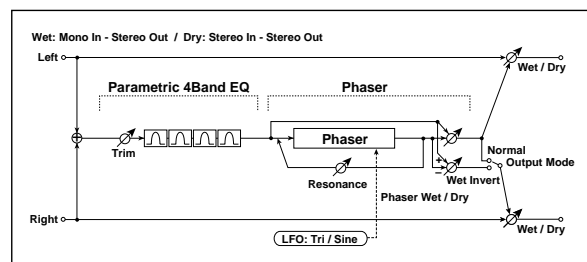 Wet: Mono In - Stereo Out / Dry: Stereo In - Stereo Out
Left
Wet / Dry
Parametric 4Band EQ
Phaser
Trim
Phaser
Resonance
+
–
Normal
Output Mode
Wet Invert
Phaser Wet / Dry
Right
Wet / Dry
LFO: Tri / Sine